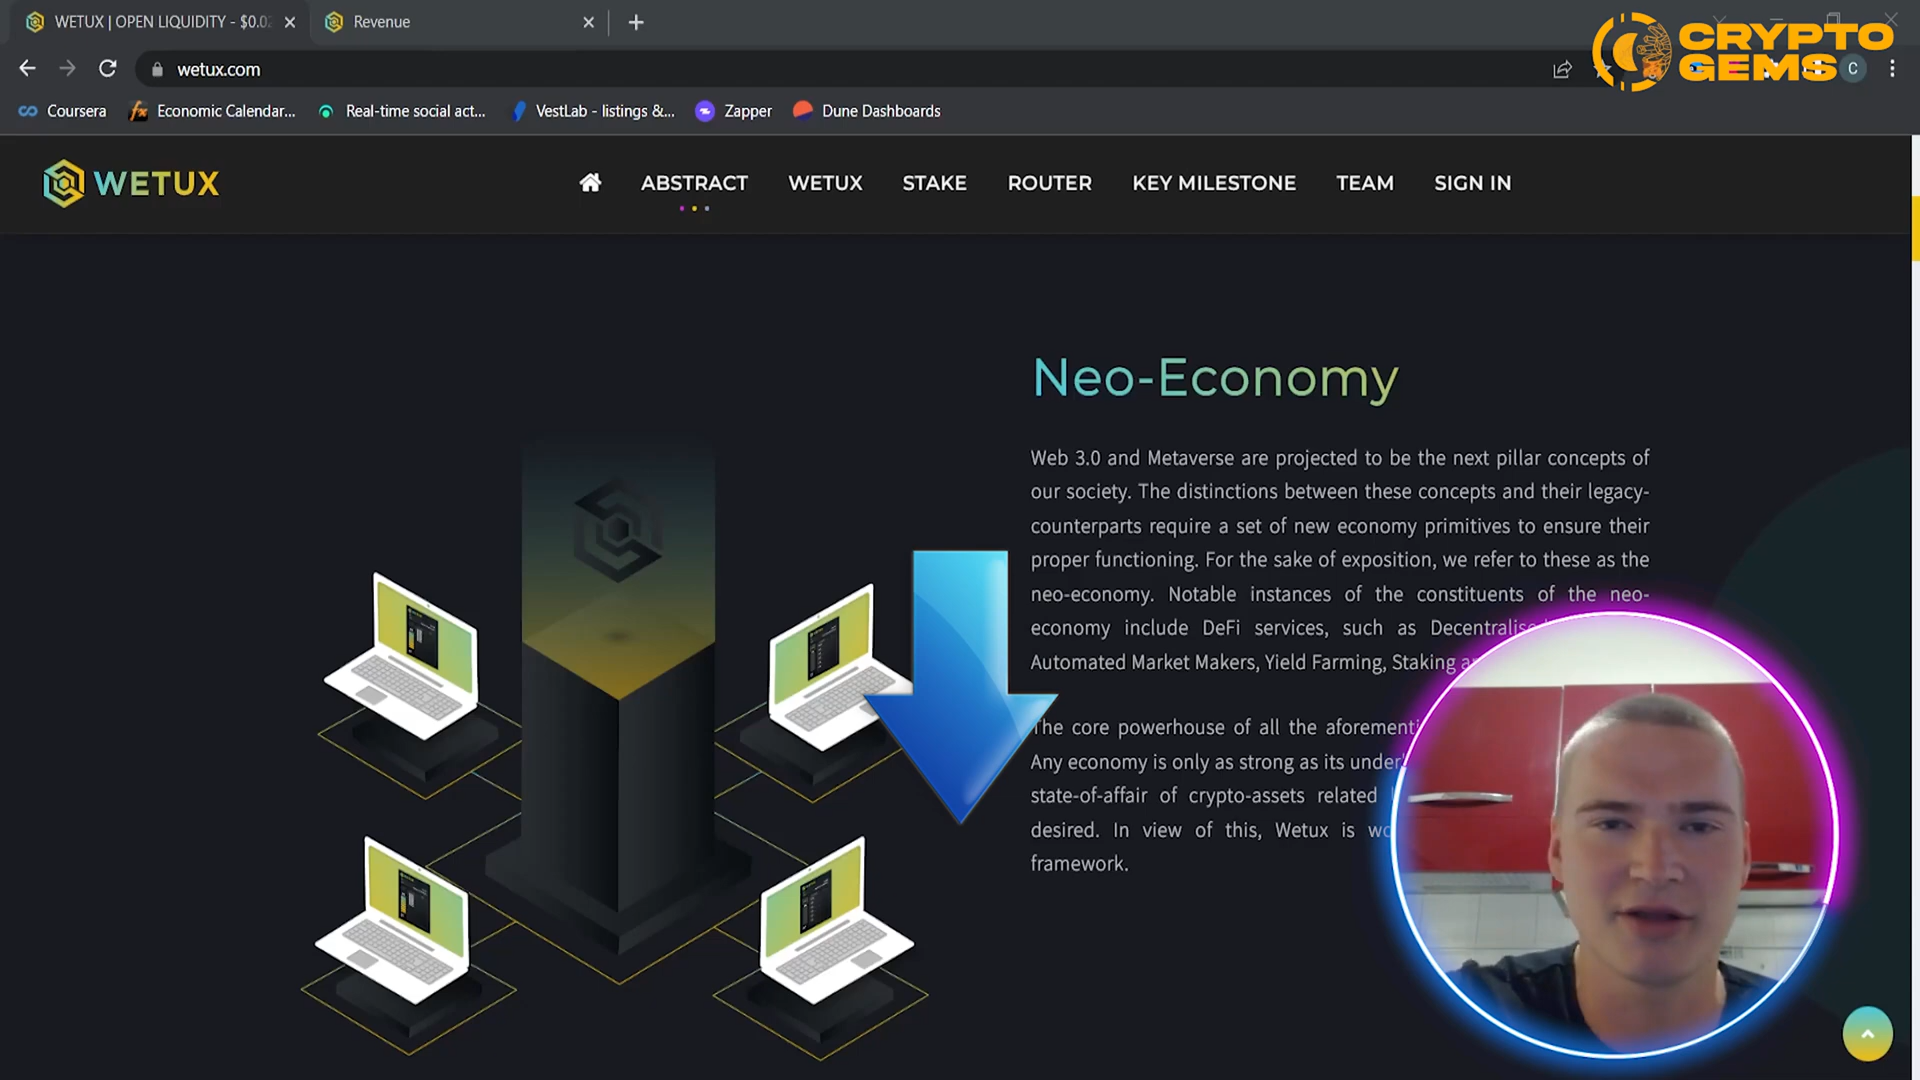 WETUX | OPEN LIQUIDITY - $0.0
Revenue
CRYPTO
GEMS
wetux.com
C
Coursera
Economic Calendar...
Real-time social act...
VestLab - listings &...
Zapper
Dune Dashboards
WETUX
ABSTRACT
WETUX
STAKE
ROUTER
KEY MILESTONE
TEAM
SIGN IN
Neo-Economy
Web 3.0 and Metaverse are projected to be the next pillar concepts of
our society. The distinctions between these concepts and their legacy-
counterparts require a set of new economy primitives to ensure their
proper functioning. For the sake of exposition, we refer to these as the
neo-economy. Notable instances of the constituents of the neo-
economy include DeFi services, such as Decentralise
Automated Market Makers, Yield Farming, Staking
The core powerhouse of all the aforementi
Any economy is only as strong as its under
state-of-affair of crypto-assets related
desired. In view of this, Wetux is wo
framework.